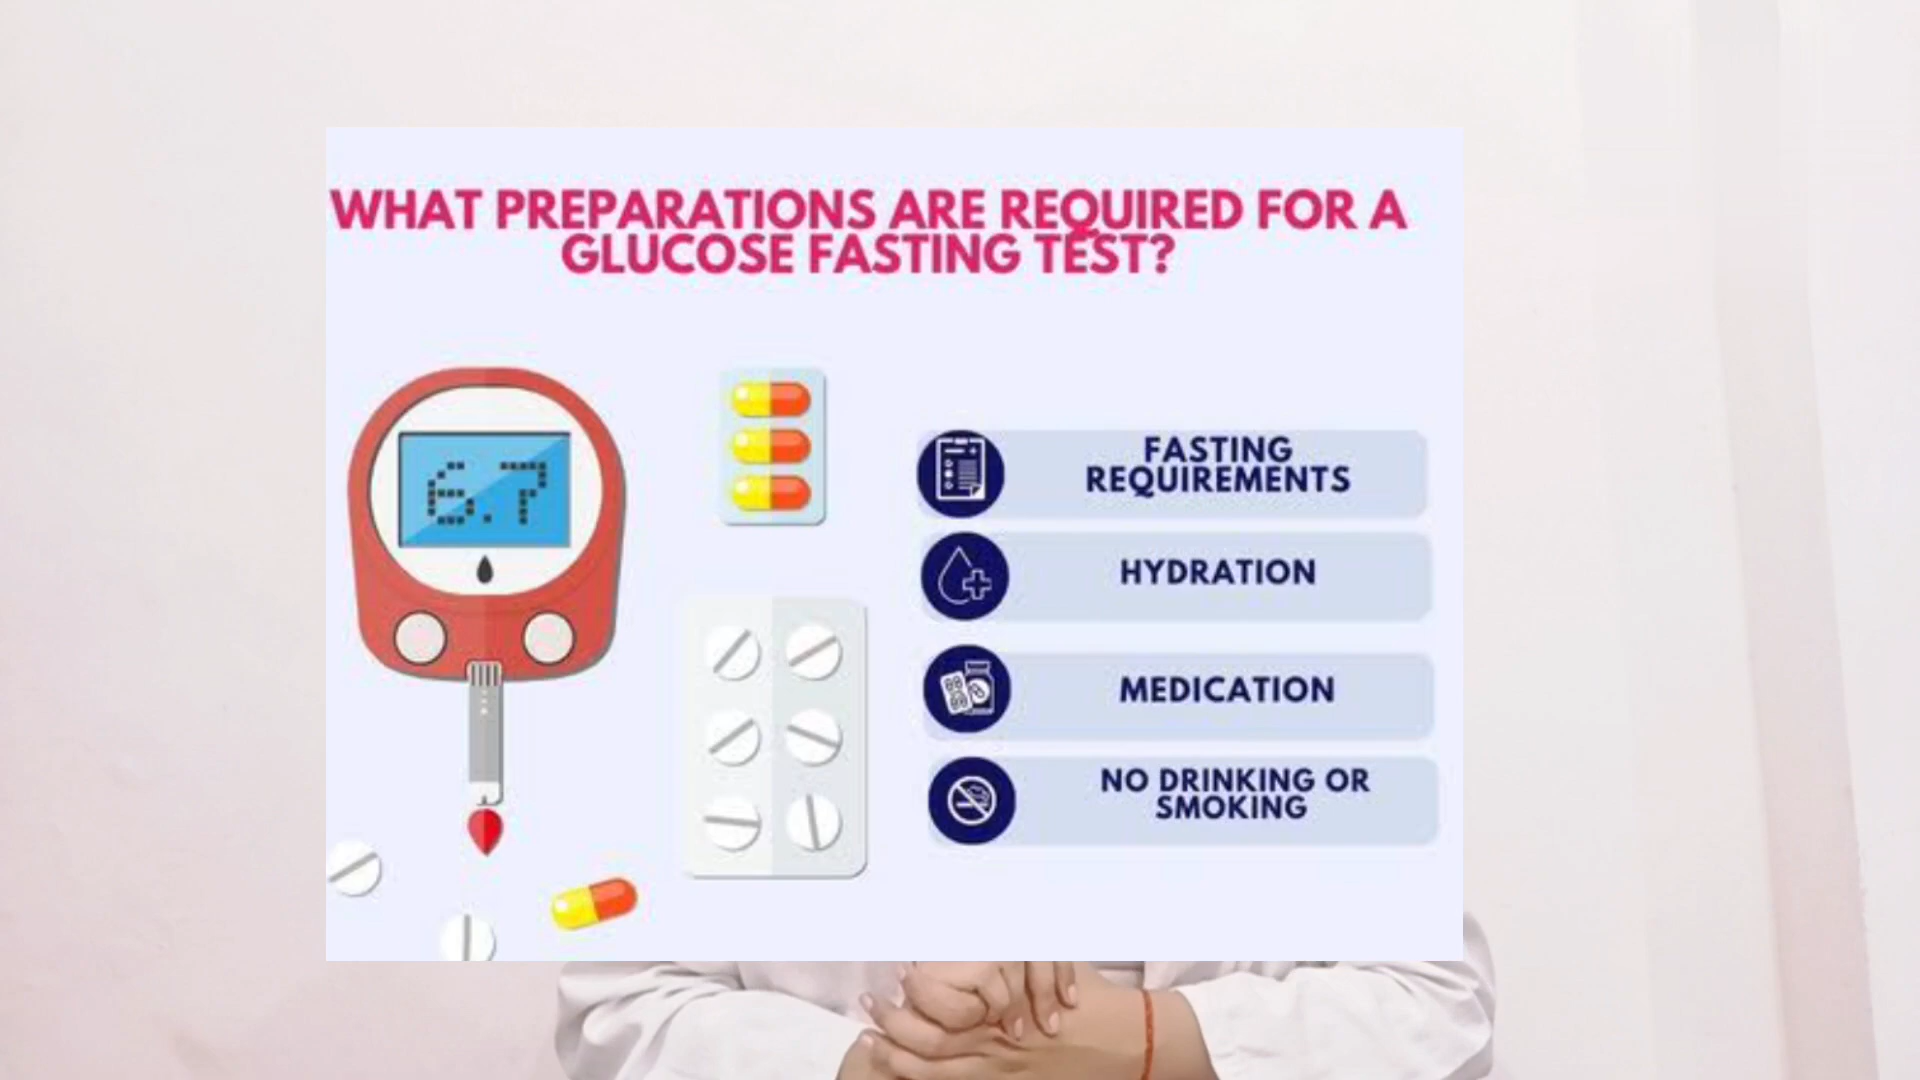 WHAT PREPARATIONS ARE REQUIRED FOR A
GLUCOSE FASTING TEST?
6.7
FASTING
REQUIREMENTS
HYDRATION
MEDICATION
NO DRINKING OR
SMOKING